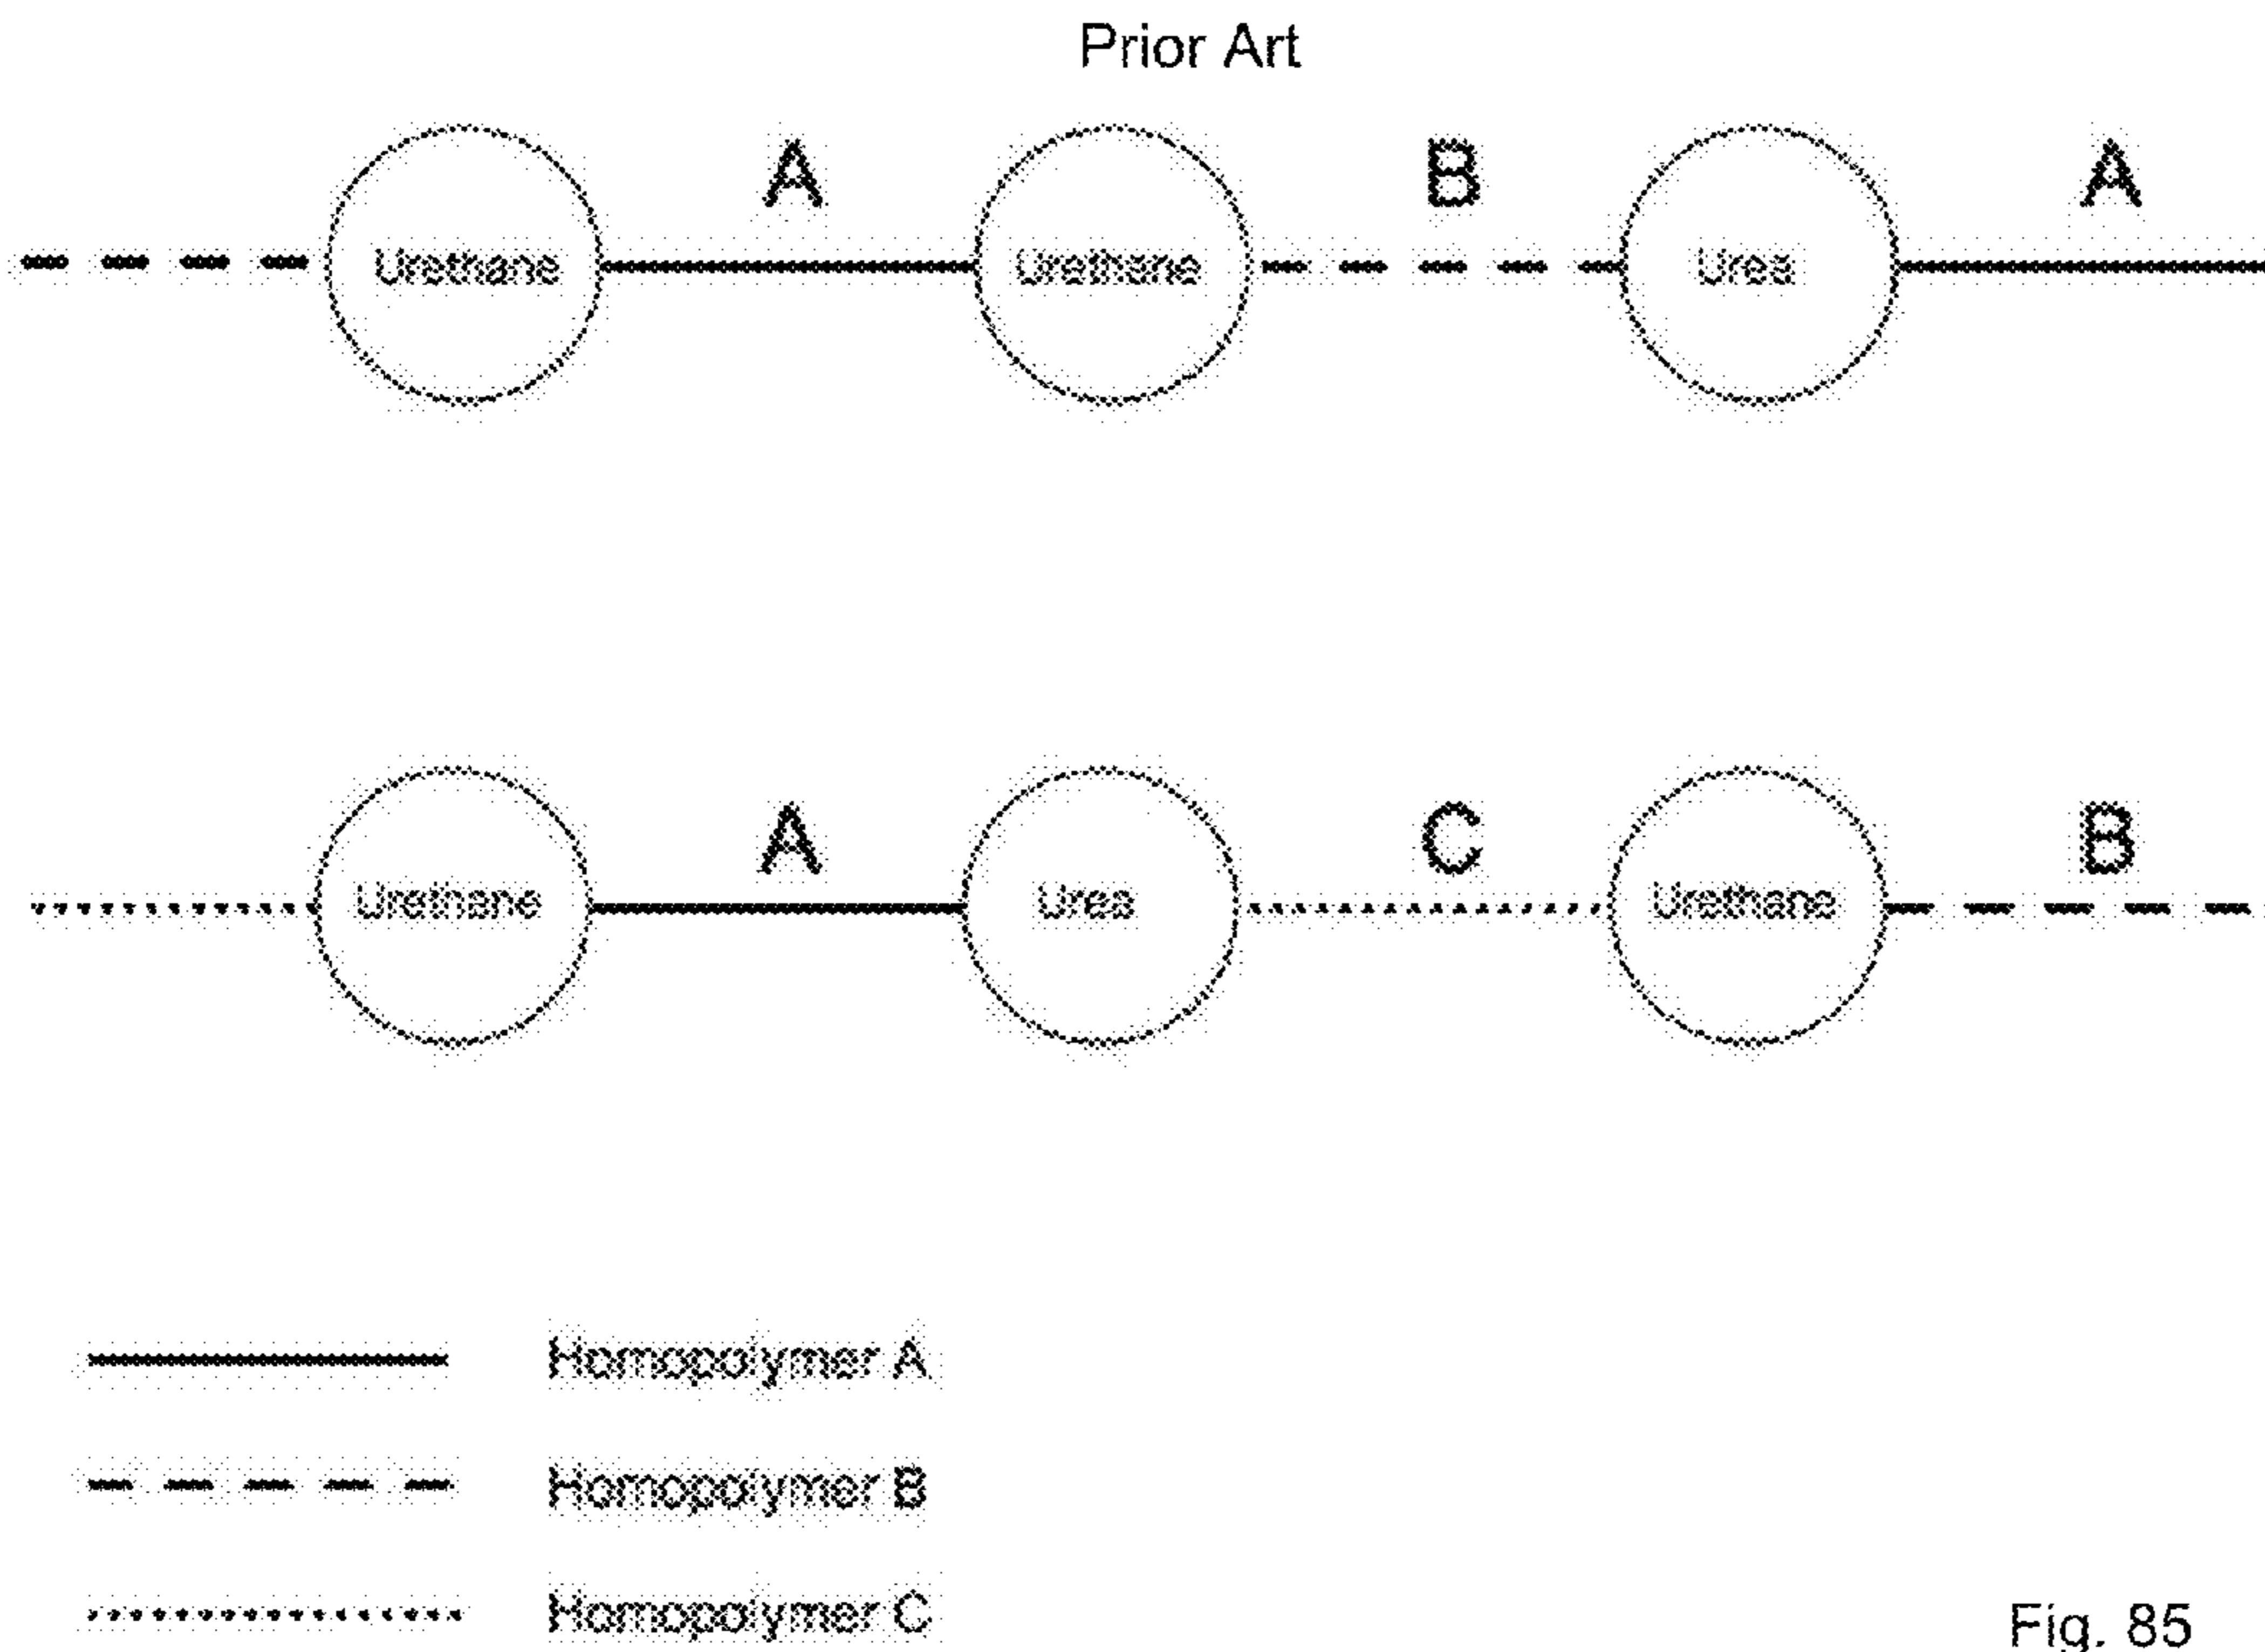 Prior Art
A B A
Urethane Urethane Urea
A C B
Urethane Urea Urethane
Homopolymer A
Homopolymer B
Homopolymer C
Fig. 85